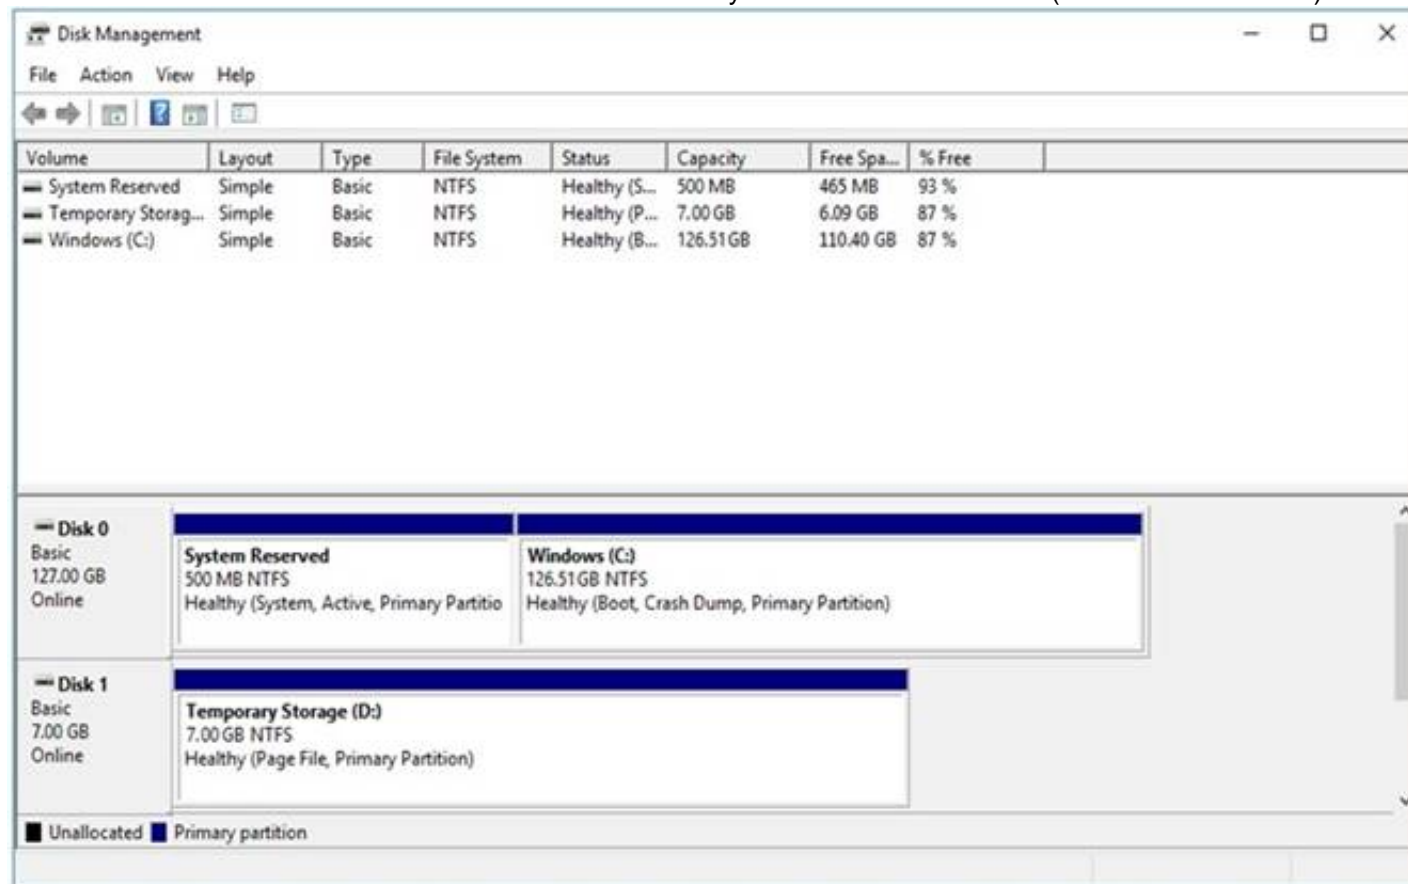 Disk Management
File Action View Help
Volume Layout Type File System Status Capacity Free Spa... % Free
System Reserved Simple Basic NTFS Healthy (S... 500 MB 465 MB 93 %
Temporary Storag... Simple Basic NTFS Healthy (P... 7.00 GB 6.09 GB 87 %
Windows (C:) Simple Basic NTFS Healthy (B... 126.51 GB 110.40 GB 87 %
Disk 0
Basic
127.00 GB
Online
System Reserved
500 MB NTFS
Healthy (System, Active, Primary Partitio
Windows (C:)
126.51 GB NTFS
Healthy (Boot, Crash Dump, Primary Partition)
Disk 1
Basic
7.00 GB
Online
Temporary Storage (D:)
7.00 GB NTFS
Healthy (Page File, Primary Partition)
Unallocated Primary partition